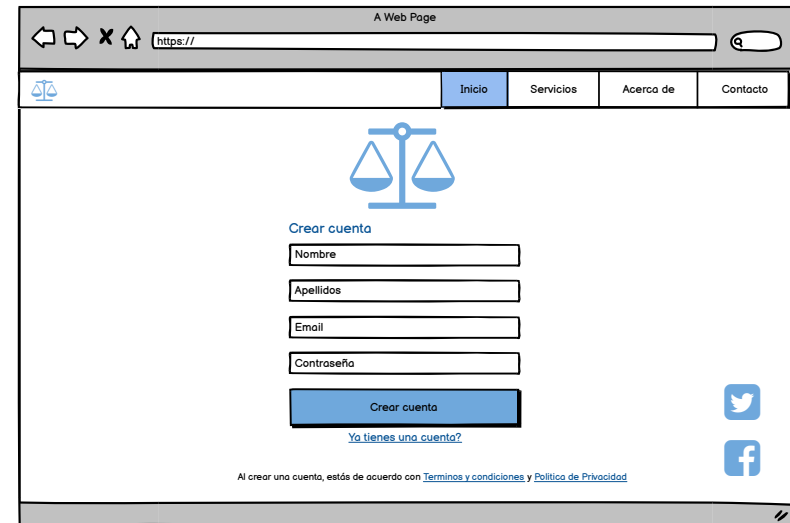 A Web Page
https://
Inicio Servicios Acerca de Contacto
Crear cuenta
Nombre
Apellidos
Email
Contraseña
Crear cuenta
Ya tienes una cuenta?
Al crear una cuenta, estás de acuerdo con Terminos y condiciones y Politica de Privacidad